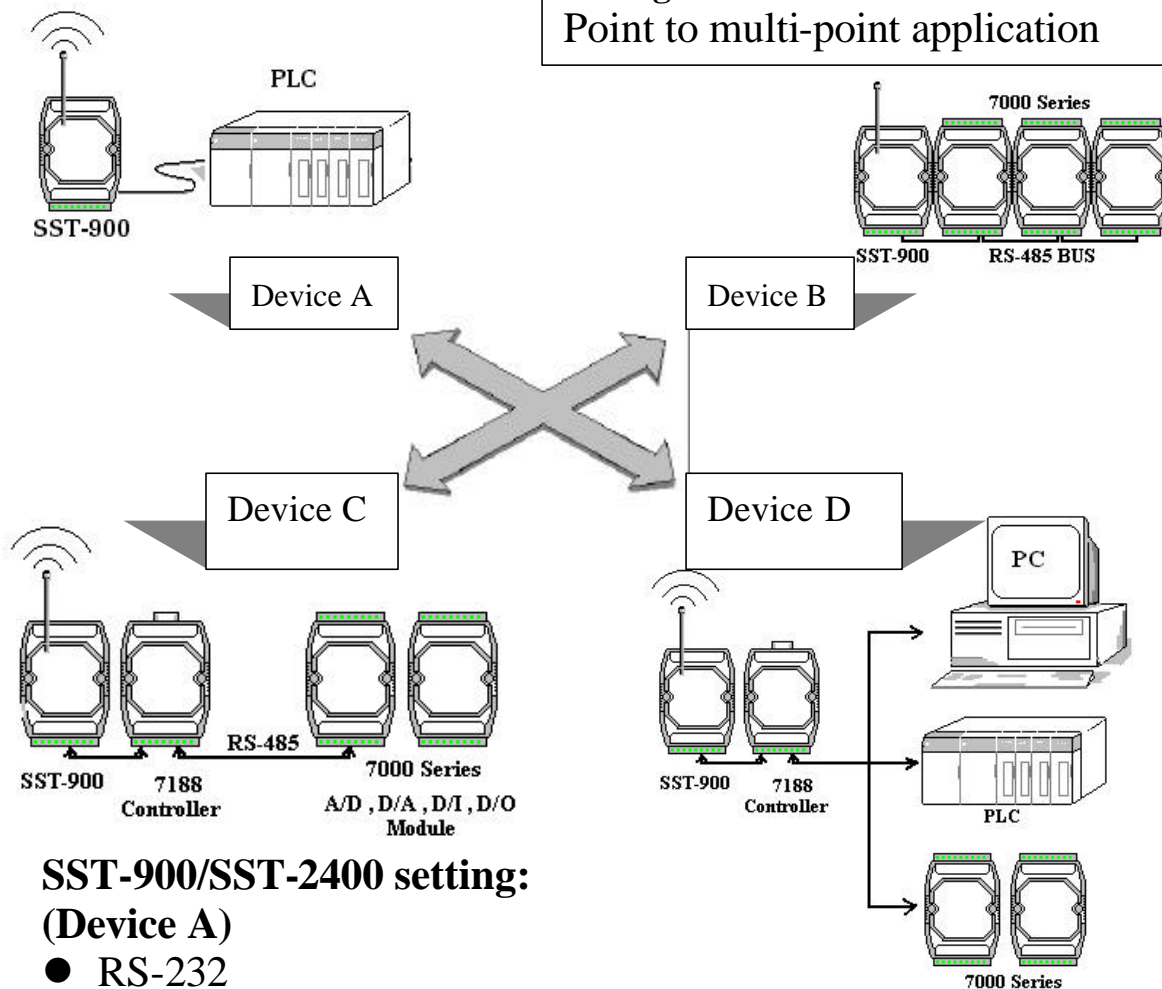 Point to multi-point application
PLC
SST-900
7000 Series
SST-900 RS-485 BUS
Device A
Device B
Device C
Device D
SST-900
7188
Controller
RS-485
7000 Series
A/D , D/A , D/I , D/O
Module
PC
SST-900
7188
Controller
PLC
7000 Series
SST-900/SST-2400 setting:
(Device A)
● RS-232